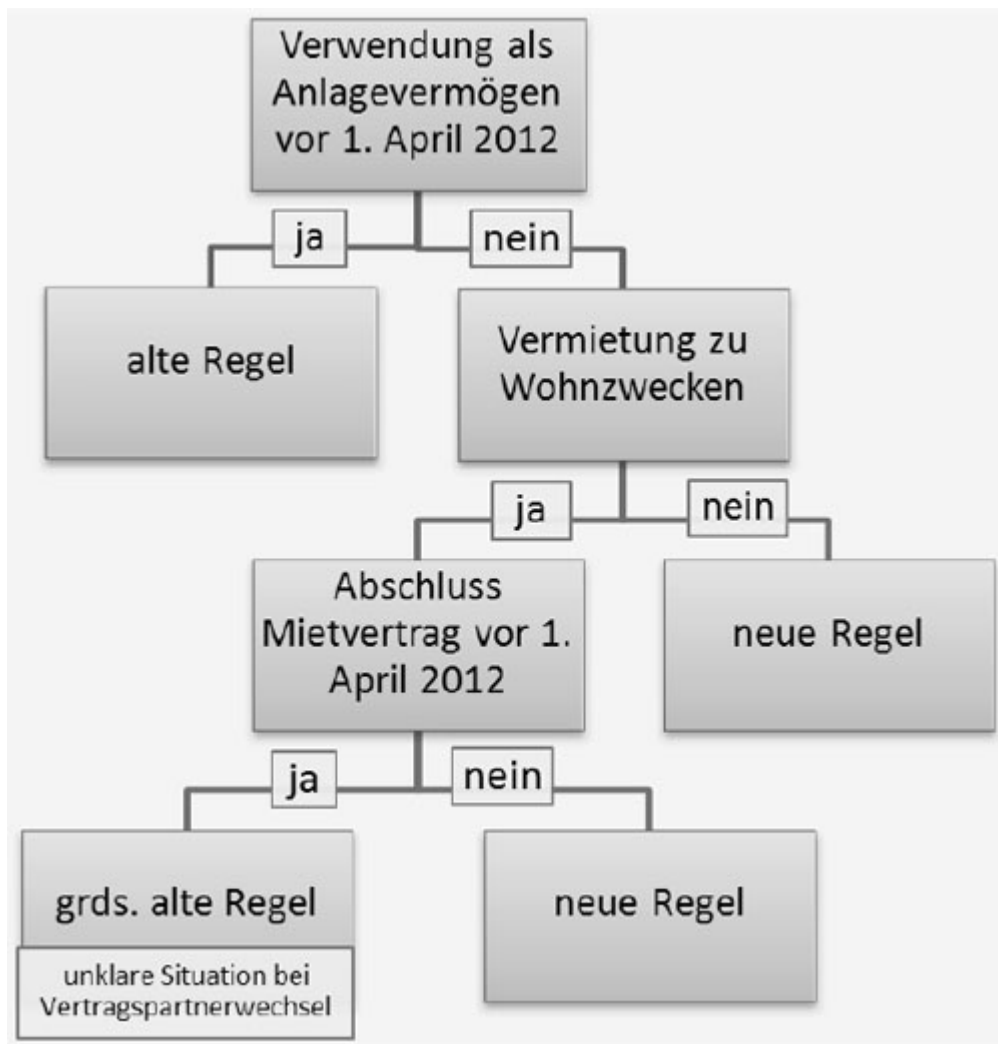 Verwendung als
Anlagevermögen
vor 1. April 2012
ja
nein
alte Regel
Vermietung zu
Wohnzwecken
ja
nein
Abschluss
Mietvertrag vor 1.
April 2012
neue Regel
ja
nein
grds. alte Regel
unklare Situation bei
Vertragspartnerwechsel
neue Regel